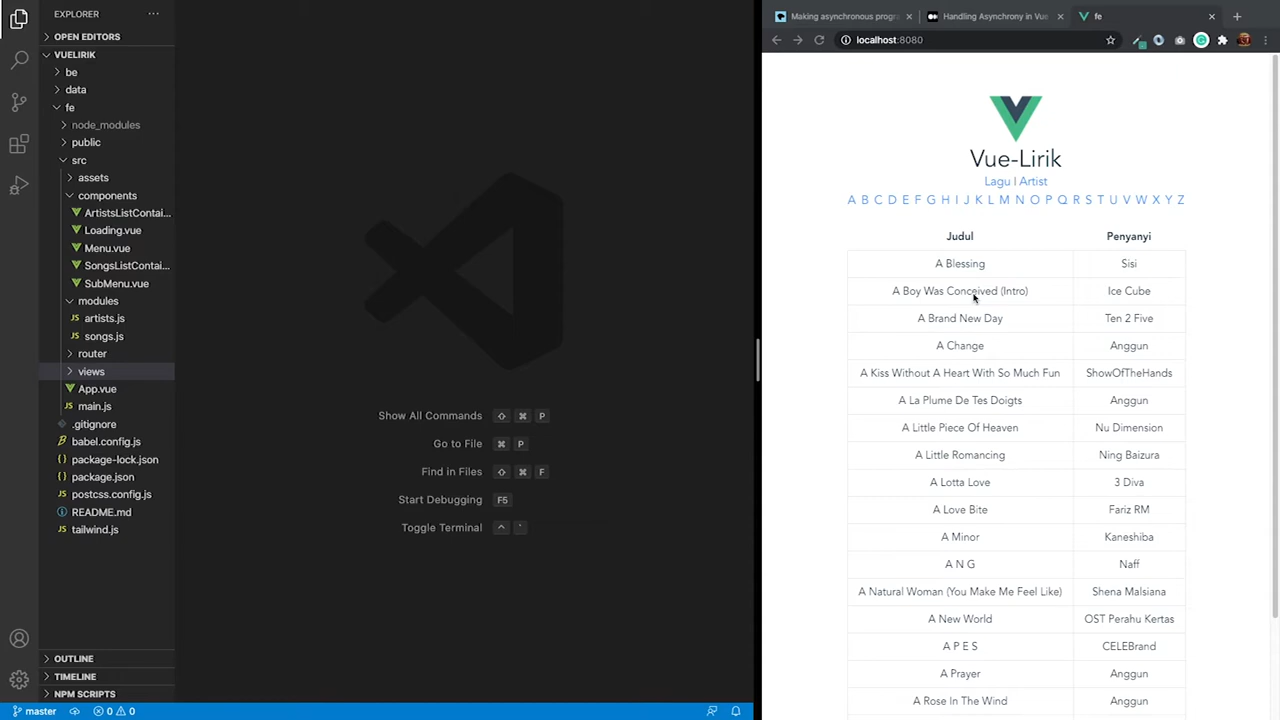 EXPLORER
OPEN EDITORS
VUELIRIK
be
data
fe
node_modules
public
src
assets
components
ArtistsListContai...
Loading.vue
Menu.vue
SongsListContai...
SubMenu.vue
modules
artists.js
songs.js
router
views
App.vue
main.js
.gitignore
babel.config.js
package-lock.json
package.json
postcss.config.js
README.md
tailwind.js
OUTLINE
TIMELINE
NPM SCRIPTS
master 0 0
Show All Commands ⇧ ⌘ P
Go to File ⌘ P
Find in Files ⇧ ⌘ F
Start Debugging F5
Toggle Terminal ^ `
Making asynchronous progr
Handling Asynchrony in Vue
fe
localhost:8080
Vue-Lirik
Lagu | Artist
A B C D E F G H I J K L M N O P Q R S T U V W X Y Z
Judul Penyanyi
A Blessing Sisi
A Boy Was Conceived (Intro) Ice Cube
A Brand New Day Ten 2 Five
A Change Anggun
A Kiss Without A Heart With So Much Fun ShowOfTheHands
A La Plume De Tes Doigts Anggun
A Little Piece Of Heaven Nu Dimension
A Little Romancing Ning Baizura
A Lotta Love 3 Diva
A Love Bite Fariz RM
A Minor Kaneshiba
A N G Naff
A Natural Woman (You Make Me Feel Like) Shena Malsiana
A New World OST Perahu Kertas
A P E S CELEBrand
A Prayer Anggun
A Rose In The Wind Anggun